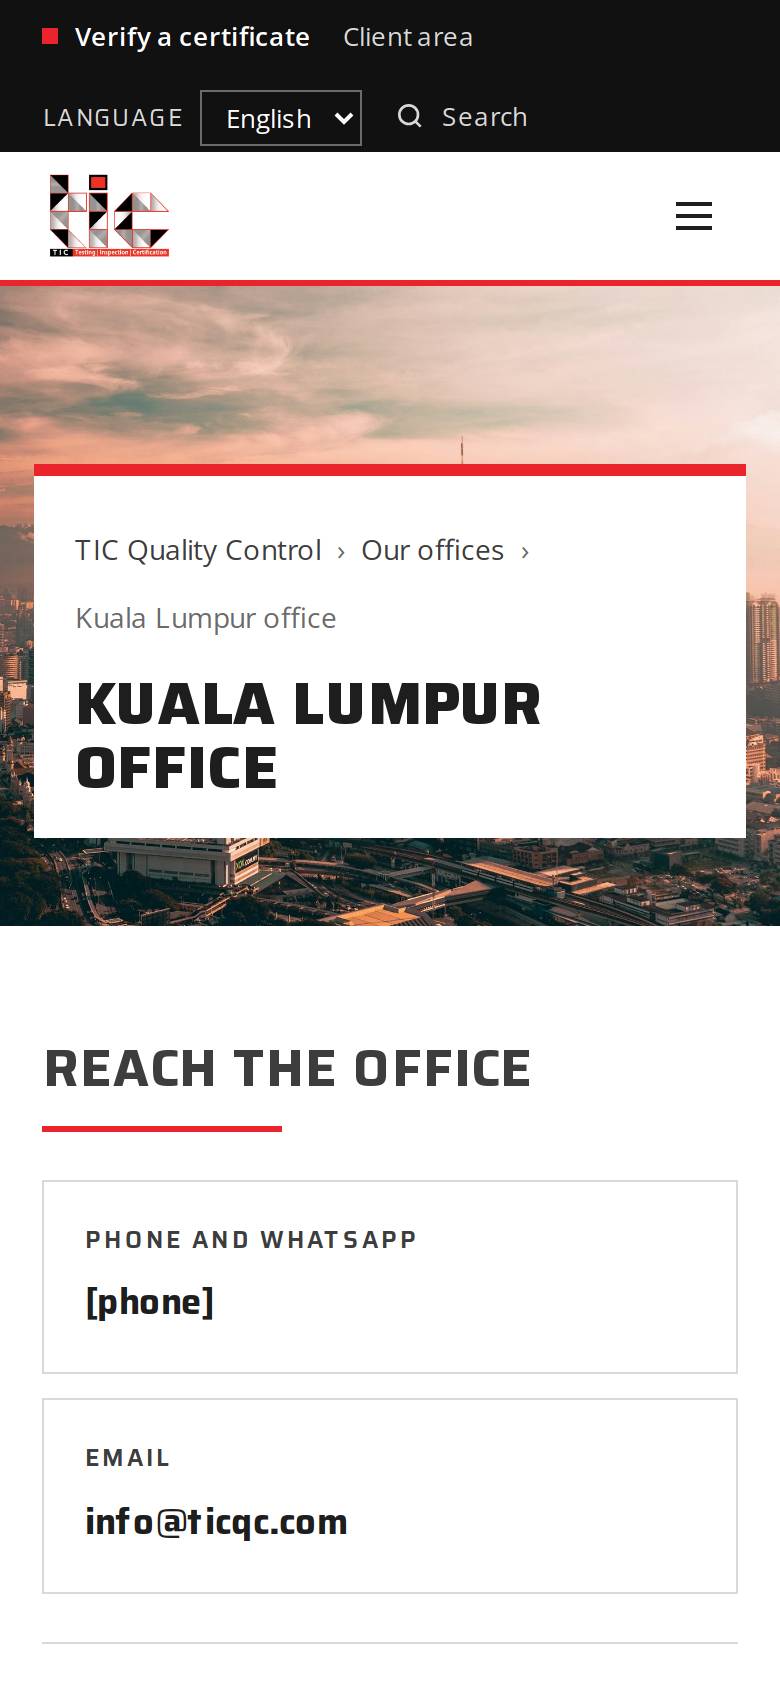 Verify a certificate Client area
LANGUAGE English Search
tic
TIC Testing | Inspection | Certification
TIC Quality Control › Our offices ›
Kuala Lumpur office
KUALA LUMPUR
OFFICE
REACH THE OFFICE
PHONE AND WHATSAPP
[phone]
EMAIL
info@ticqc.com